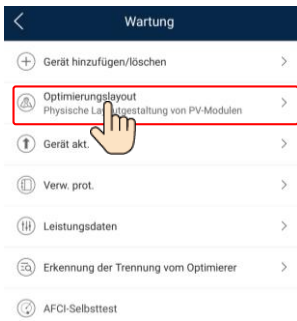 Wartung
Gerät hinzufügen/löschen
Optimierungslayout
Physische Layoutgestaltung von PV-Modulen
Gerät akt.
Verw. prot.
Leistungsdaten
Erkennung der Trennung vom Optimierer
AFCI-Selbsttest